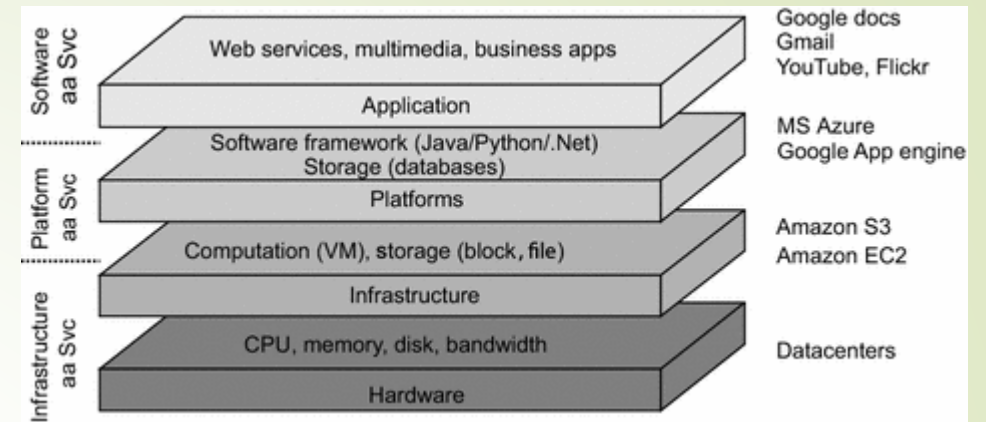 Software
aa Svc
Web services, multimedia, business apps
Application
Google docs
Gmail
YouTube, Flickr
Platform
aa Svc
Software framework (Java/Python/.Net)
Storage (databases)
Platforms
MS Azure
Google App engine
Infrastructure
aa Svc
Computation (VM), storage (block, file)
Infrastructure
Amazon S3
Amazon EC2
CPU, memory, disk, bandwidth
Hardware
Datacenters